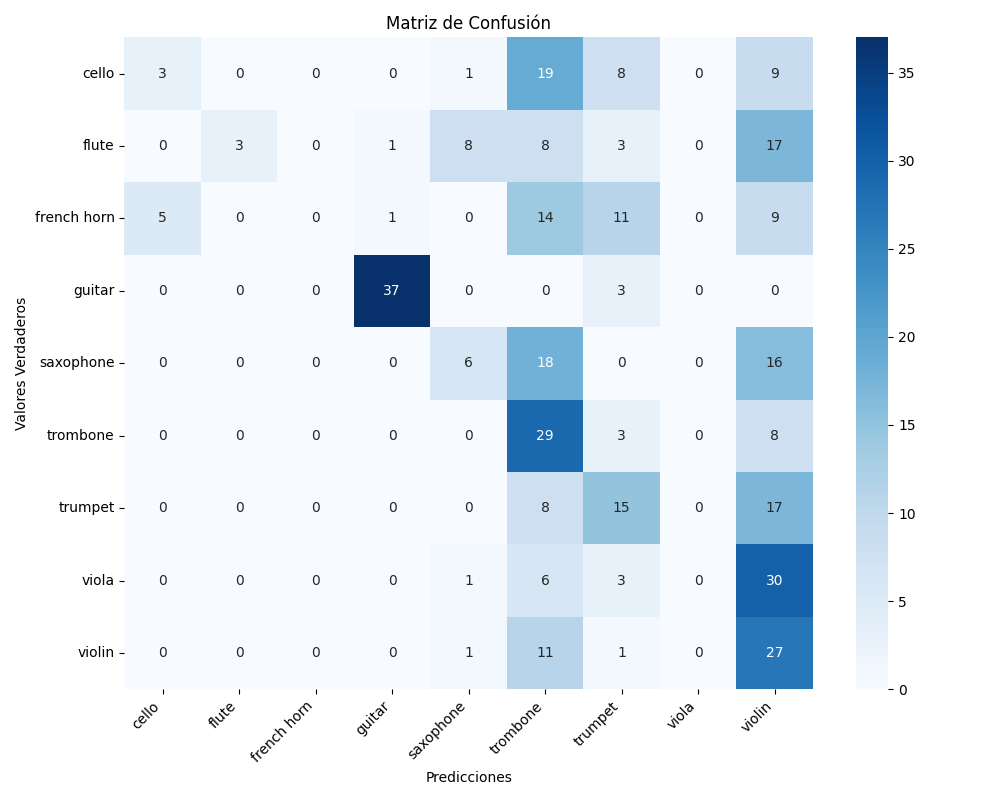 Matriz de Confusión
cello 3 0 0 0 1 19 8 0 9
flute 0 3 0 1 8 8 3 0 17
french horn 5 0 0 1 0 14 11 0 9
guitar 0 0 0 37 0 0 3 0 0
saxophone 0 0 0 0 6 18 0 0 16
trombone 0 0 0 0 0 29 3 0 8
trumpet 0 0 0 0 0 8 15 0 17
viola 0 0 0 0 1 6 3 0 30
violin 0 0 0 0 1 11 1 0 27
Valores Verdaderos
cello flute french horn guitar saxophone trombone trumpet viola violin
Predicciones
35
30
25
20
15
10
5
0